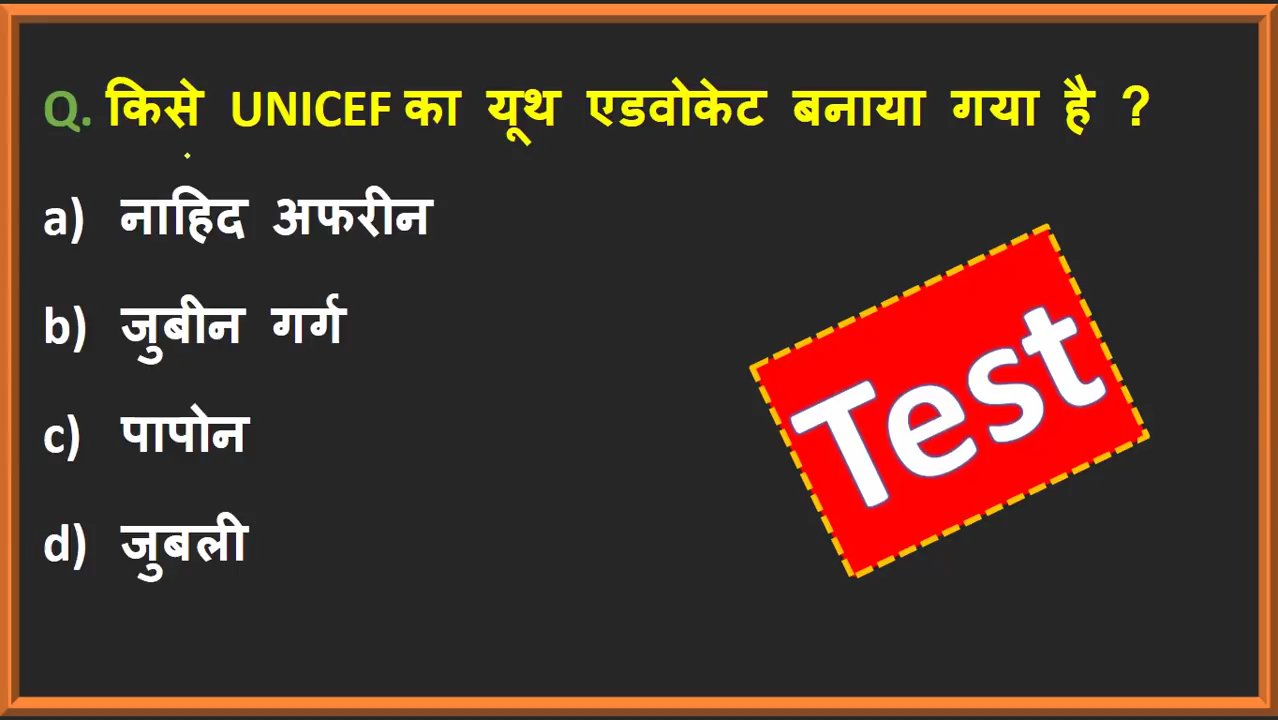 Q. किसे UNICEF का यूथ एडवोकेट बनाया गया है ?
a) नाहिद अफरीन
b) जुबीन गर्ग
c) पापोन
d) जुबली
Test